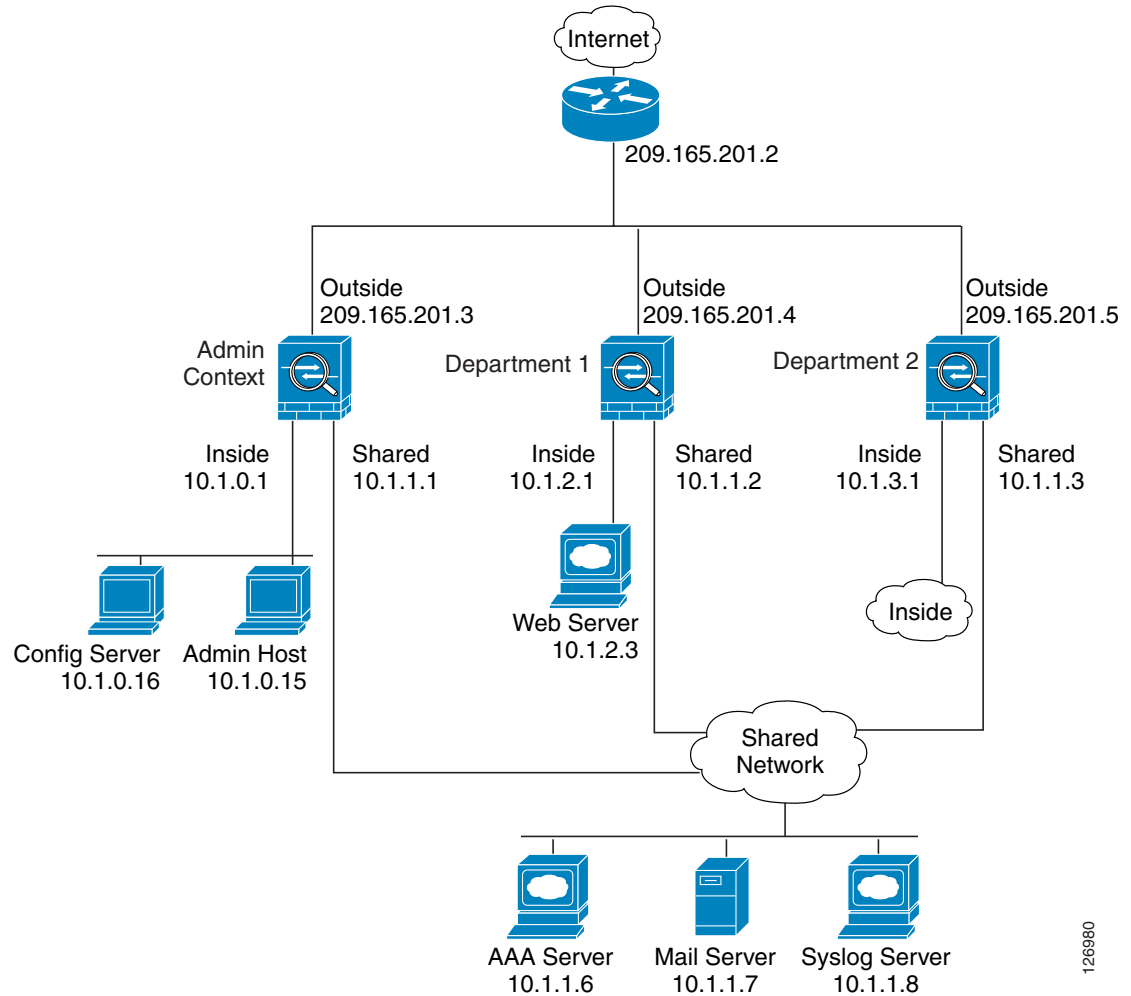 Internet
209.165.201.2
Outside
209.165.201.3
Outside
209.165.201.4
Outside
209.165.201.5
Admin
Context
Department 1
Department 2
Inside
10.1.0.1
Shared
10.1.1.1
Inside
10.1.2.1
Shared
10.1.1.2
Inside
10.1.3.1
Shared
10.1.1.3
Config Server
10.1.0.16
Admin Host
10.1.0.15
Web Server
10.1.2.3
Inside
Shared
Network
AAA Server
10.1.1.6
Mail Server
10.1.1.7
Syslog Server
10.1.1.8
126980